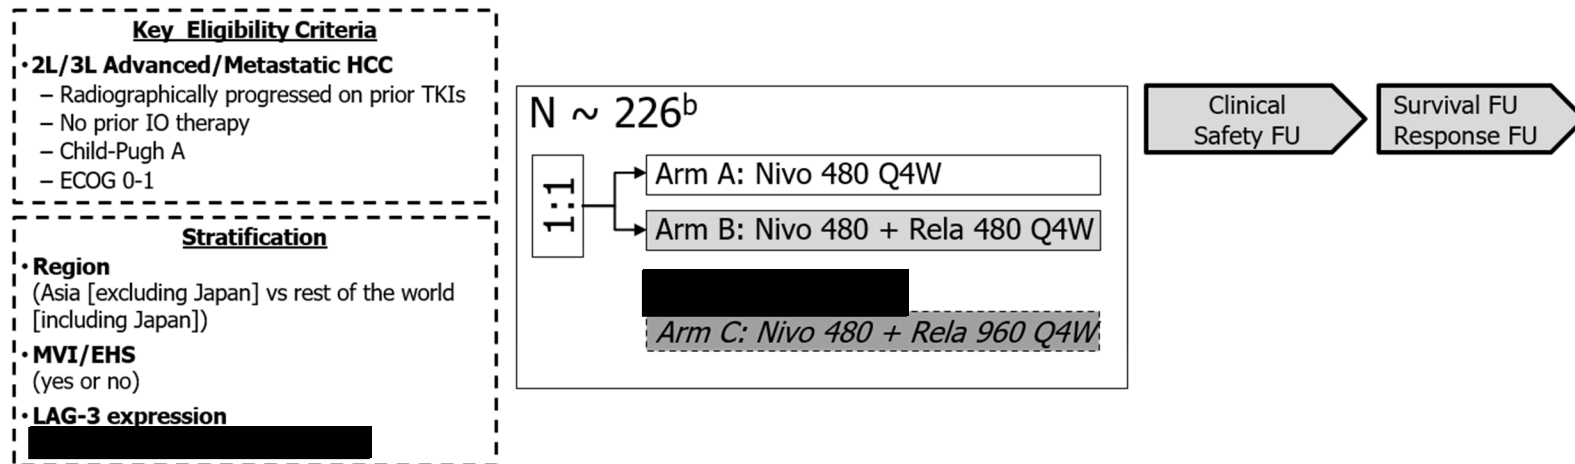 Key Eligibility Criteria
•2L/3L Advanced/Metastatic HCC
– Radiographically progressed on prior TKIs
– No prior IO therapy
– Child-Pugh A
– ECOG 0-1
Stratification
•Region
(Asia [excluding Japan] vs rest of the world
[including Japan])
•MVI/EHS
(yes or no)
•LAG-3 expression
N ~ 226ᵇ
1:1
Arm A: Nivo 480 Q4W
Arm B: Nivo 480 + Rela 480 Q4W
Arm C: Nivo 480 + Rela 960 Q4W
Clinical
Safety FU
Survival FU
Response FU